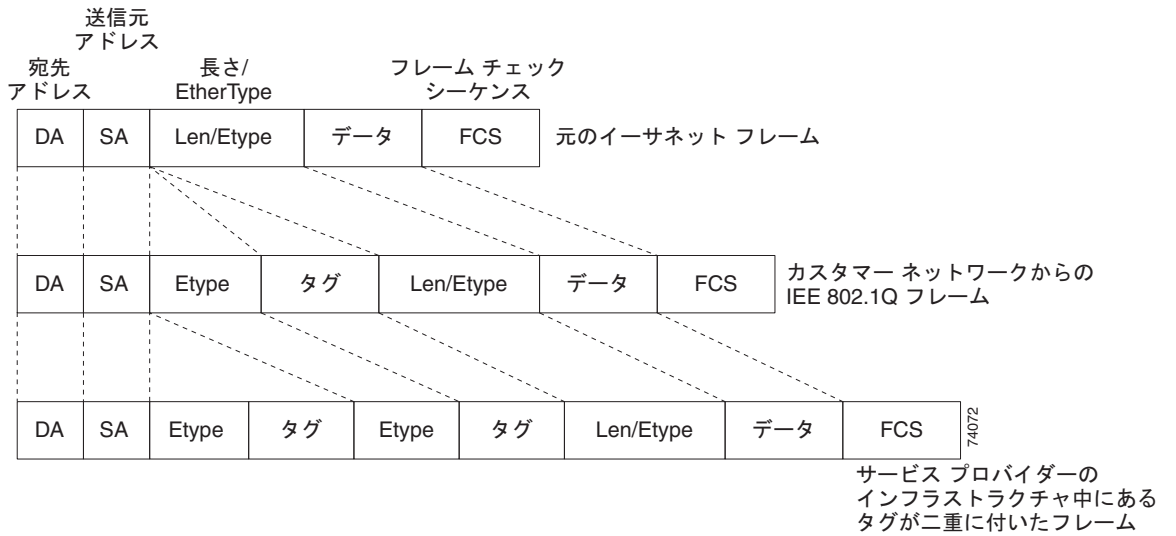 送信元
アドレス
宛先
アドレス
長さ/
EtherType
フレーム チェック
シーケンス
DA SA Len/Etype データ FCS 元のイーサネット フレーム
DA SA Etype タグ Len/Etype データ FCS
カスタマー ネットワークからの
IEE 802.1Q フレーム
DA SA Etype タグ Etype タグ Len/Etype データ FCS
74072
サービス プロバイダーの
インフラストラクチャ中にある
タグが二重に付いたフレーム